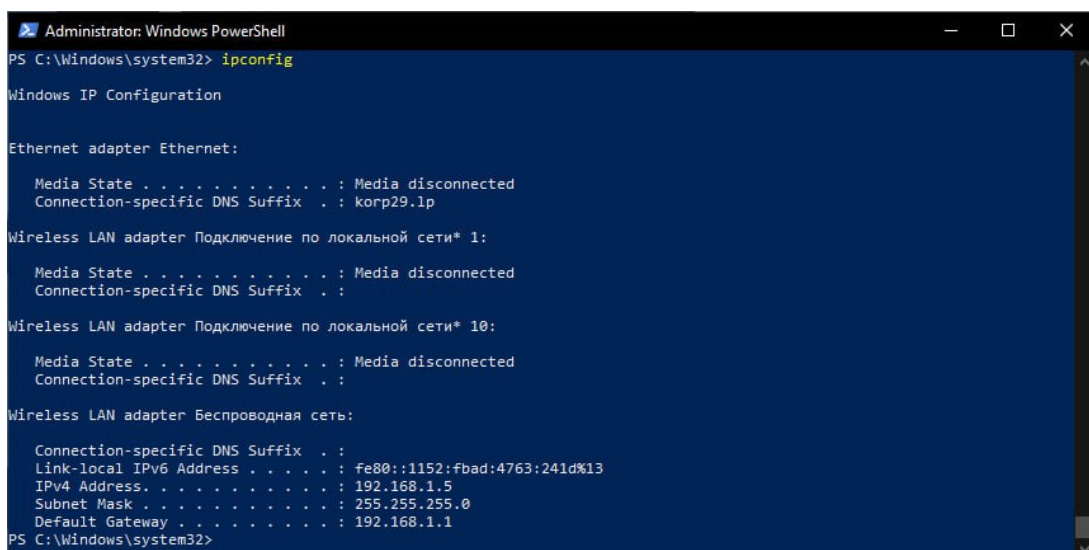 Administrator: Windows PowerShell
PS C:\Windows\system32> ipconfig
Windows IP Configuration
Ethernet adapter Ethernet:
Media State . . . . . . . . . . . : Media disconnected
Connection-specific DNS Suffix  . : korp29.lp
Wireless LAN adapter Подключение по локальной сети* 1:
Media State . . . . . . . . . . . : Media disconnected
Connection-specific DNS Suffix  . :
Wireless LAN adapter Подключение по локальной сети* 10:
Media State . . . . . . . . . . . : Media disconnected
Connection-specific DNS Suffix  . :
Wireless LAN adapter Беспроводная сеть:
Connection-specific DNS Suffix  . :
Link-local IPv6 Address . . . . . : fe80::1152:fbad:4763:241d%13
IPv4 Address. . . . . . . . . . . : 192.168.1.5
Subnet Mask . . . . . . . . . . . : 255.255.255.0
Default Gateway . . . . . . . . . : 192.168.1.1
PS C:\Windows\system32>